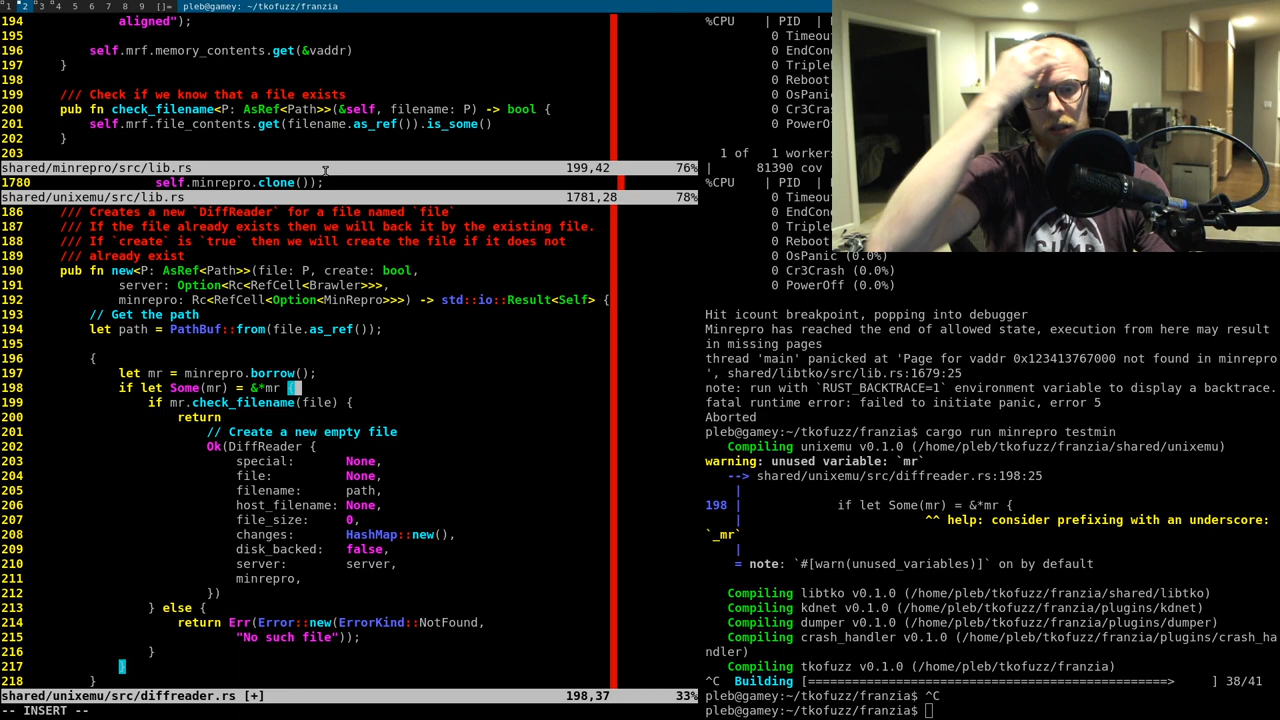 1 2 3 4 5 6 7 8 9 []= pleb@gamey: ~/tkofuzz/franzia
194             aligned");
195
196         self.mrf.memory_contents.get(&vaddr)
197     }
198
199     /// Check if we know that a file exists
200     pub fn check_filename<P: AsRef<Path>>(&self, filename: P) -> bool {
201         self.mrf.file_contents.get(filename.as_ref()).is_some()
202     }
203
shared/minrepro/src/lib.rs 199,42 76%
1780                 self.minrepro.clone());
shared/unixemu/src/lib.rs 1781,28 78%
186     /// Creates a new `DiffReader` for a file named `file`
187     /// If the file already exists then we will back it by the existing file.
188     /// If `create` is `true` then we will create the file if it does not
189     /// already exist
190     pub fn new<P: AsRef<Path>>(file: P, create: bool,
191             server: Option<Rc<RefCell<Brawler>>>,
192             minrepro: Rc<RefCell<Option<MinRepro>>>) -> std::io::Result<Self> {
193         // Get the path
194         let path = PathBuf::from(file.as_ref());
195
196         {
197             let mr = minrepro.borrow();
198             if let Some(mr) = &*mr {
199                 if mr.check_filename(file) {
200                     return
201                         // Create a new empty file
202                         Ok(DiffReader {
203                             special:       None,
204                             file:          None,
205                             filename:      path,
206                             host_filename: None,
207                             file_size:     0,
208                             changes:       HashMap::new(),
209                             disk_backed:   false,
210                             server:        server,
211                             minrepro,
212                         })
213                 } else {
214                     return Err(Error::new(ErrorKind::NotFound,
215                             "No such file"));
216                 }
217             }
218         }
shared/unixemu/src/diffreader.rs [+] 198,37 33%
-- INSERT --
%CPU    | PID  |
0 Timeou
0 EndCon
0 Triple
0 Reboot
0 OsPani
0 Cr3Cra
0 PowerO
1 of   1 workers
|      81390 cov
%CPU    | PID  |
0 Timeou
0 EndCon
0 Triple
0 Reboot
0 OsPanic (0.0%)
0 Cr3Crash (0.0%)
0 PowerOff (0.0%)
Hit icount breakpoint, popping into debugger
Minrepro has reached the end of allowed state, execution from here may result
in missing pages
thread 'main' panicked at 'Page for vaddr 0x123413767000 not found in minrepro
', shared/libtko/src/lib.rs:1679:25
note: run with `RUST_BACKTRACE=1` environment variable to display a backtrace.
fatal runtime error: failed to initiate panic, error 5
Aborted
pleb@gamey:~/tkofuzz/franzia$ cargo run minrepro testmin
Compiling unixemu v0.1.0 (/home/pleb/tkofuzz/franzia/shared/unixemu)
warning: unused variable: `mr`
--> shared/unixemu/src/diffreader.rs:198:25
|
198 |             if let Some(mr) = &*mr {
|                         ^^ help: consider prefixing with an underscore:
`_mr`
|
= note: `#[warn(unused_variables)]` on by default
Compiling libtko v0.1.0 (/home/pleb/tkofuzz/franzia/shared/libtko)
Compiling kdnet v0.1.0 (/home/pleb/tkofuzz/franzia/plugins/kdnet)
Compiling dumper v0.1.0 (/home/pleb/tkofuzz/franzia/plugins/dumper)
Compiling crash_handler v0.1.0 (/home/pleb/tkofuzz/franzia/plugins/crash_ha
ndler)
Compiling tkofuzz v0.1.0 (/home/pleb/tkofuzz/franzia)
^C  Building [================================================>      ] 38/41
pleb@gamey:~/tkofuzz/franzia$ ^C
pleb@gamey:~/tkofuzz/franzia$